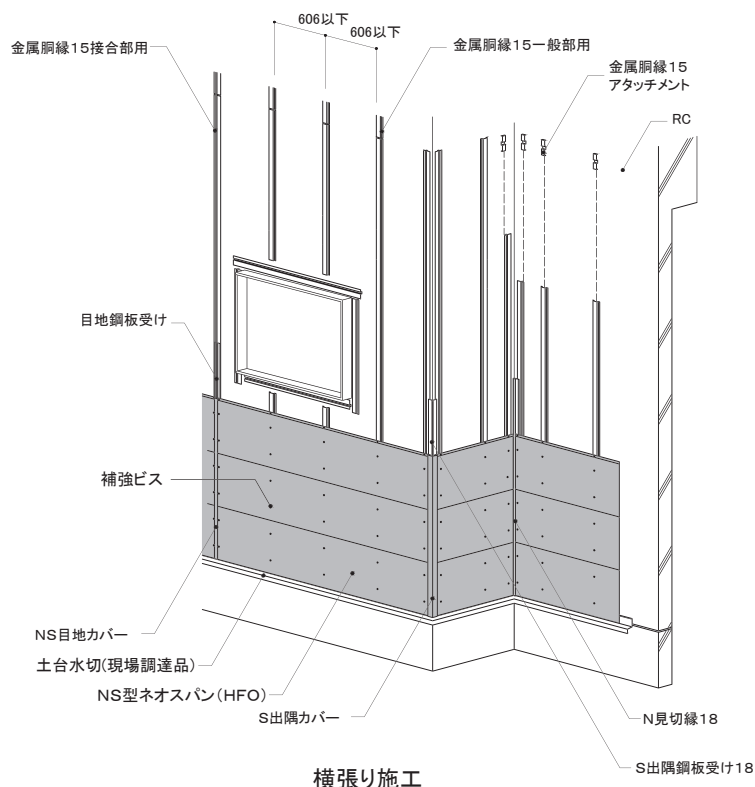 606以下
606以下
金属胴縁15接合部用
金属胴縁15一般部用
金属胴縁15
アタッチメント
RC
目地鋼板受け
補強ビス
NS目地カバー
土台水切(現場調達品)
NS型ネオスパン(HFO)
S出隅カバー
N見切縁18
S出隅鋼板受け18
横張り施工